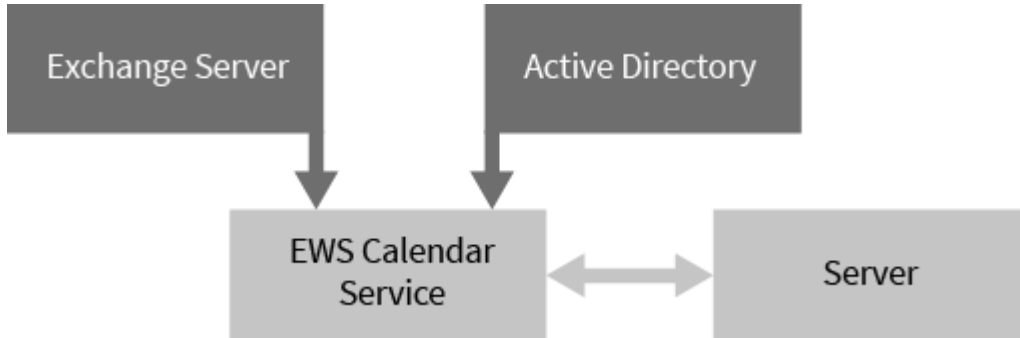 Exchange Server
Active Directory
EWS Calendar
Service
Server